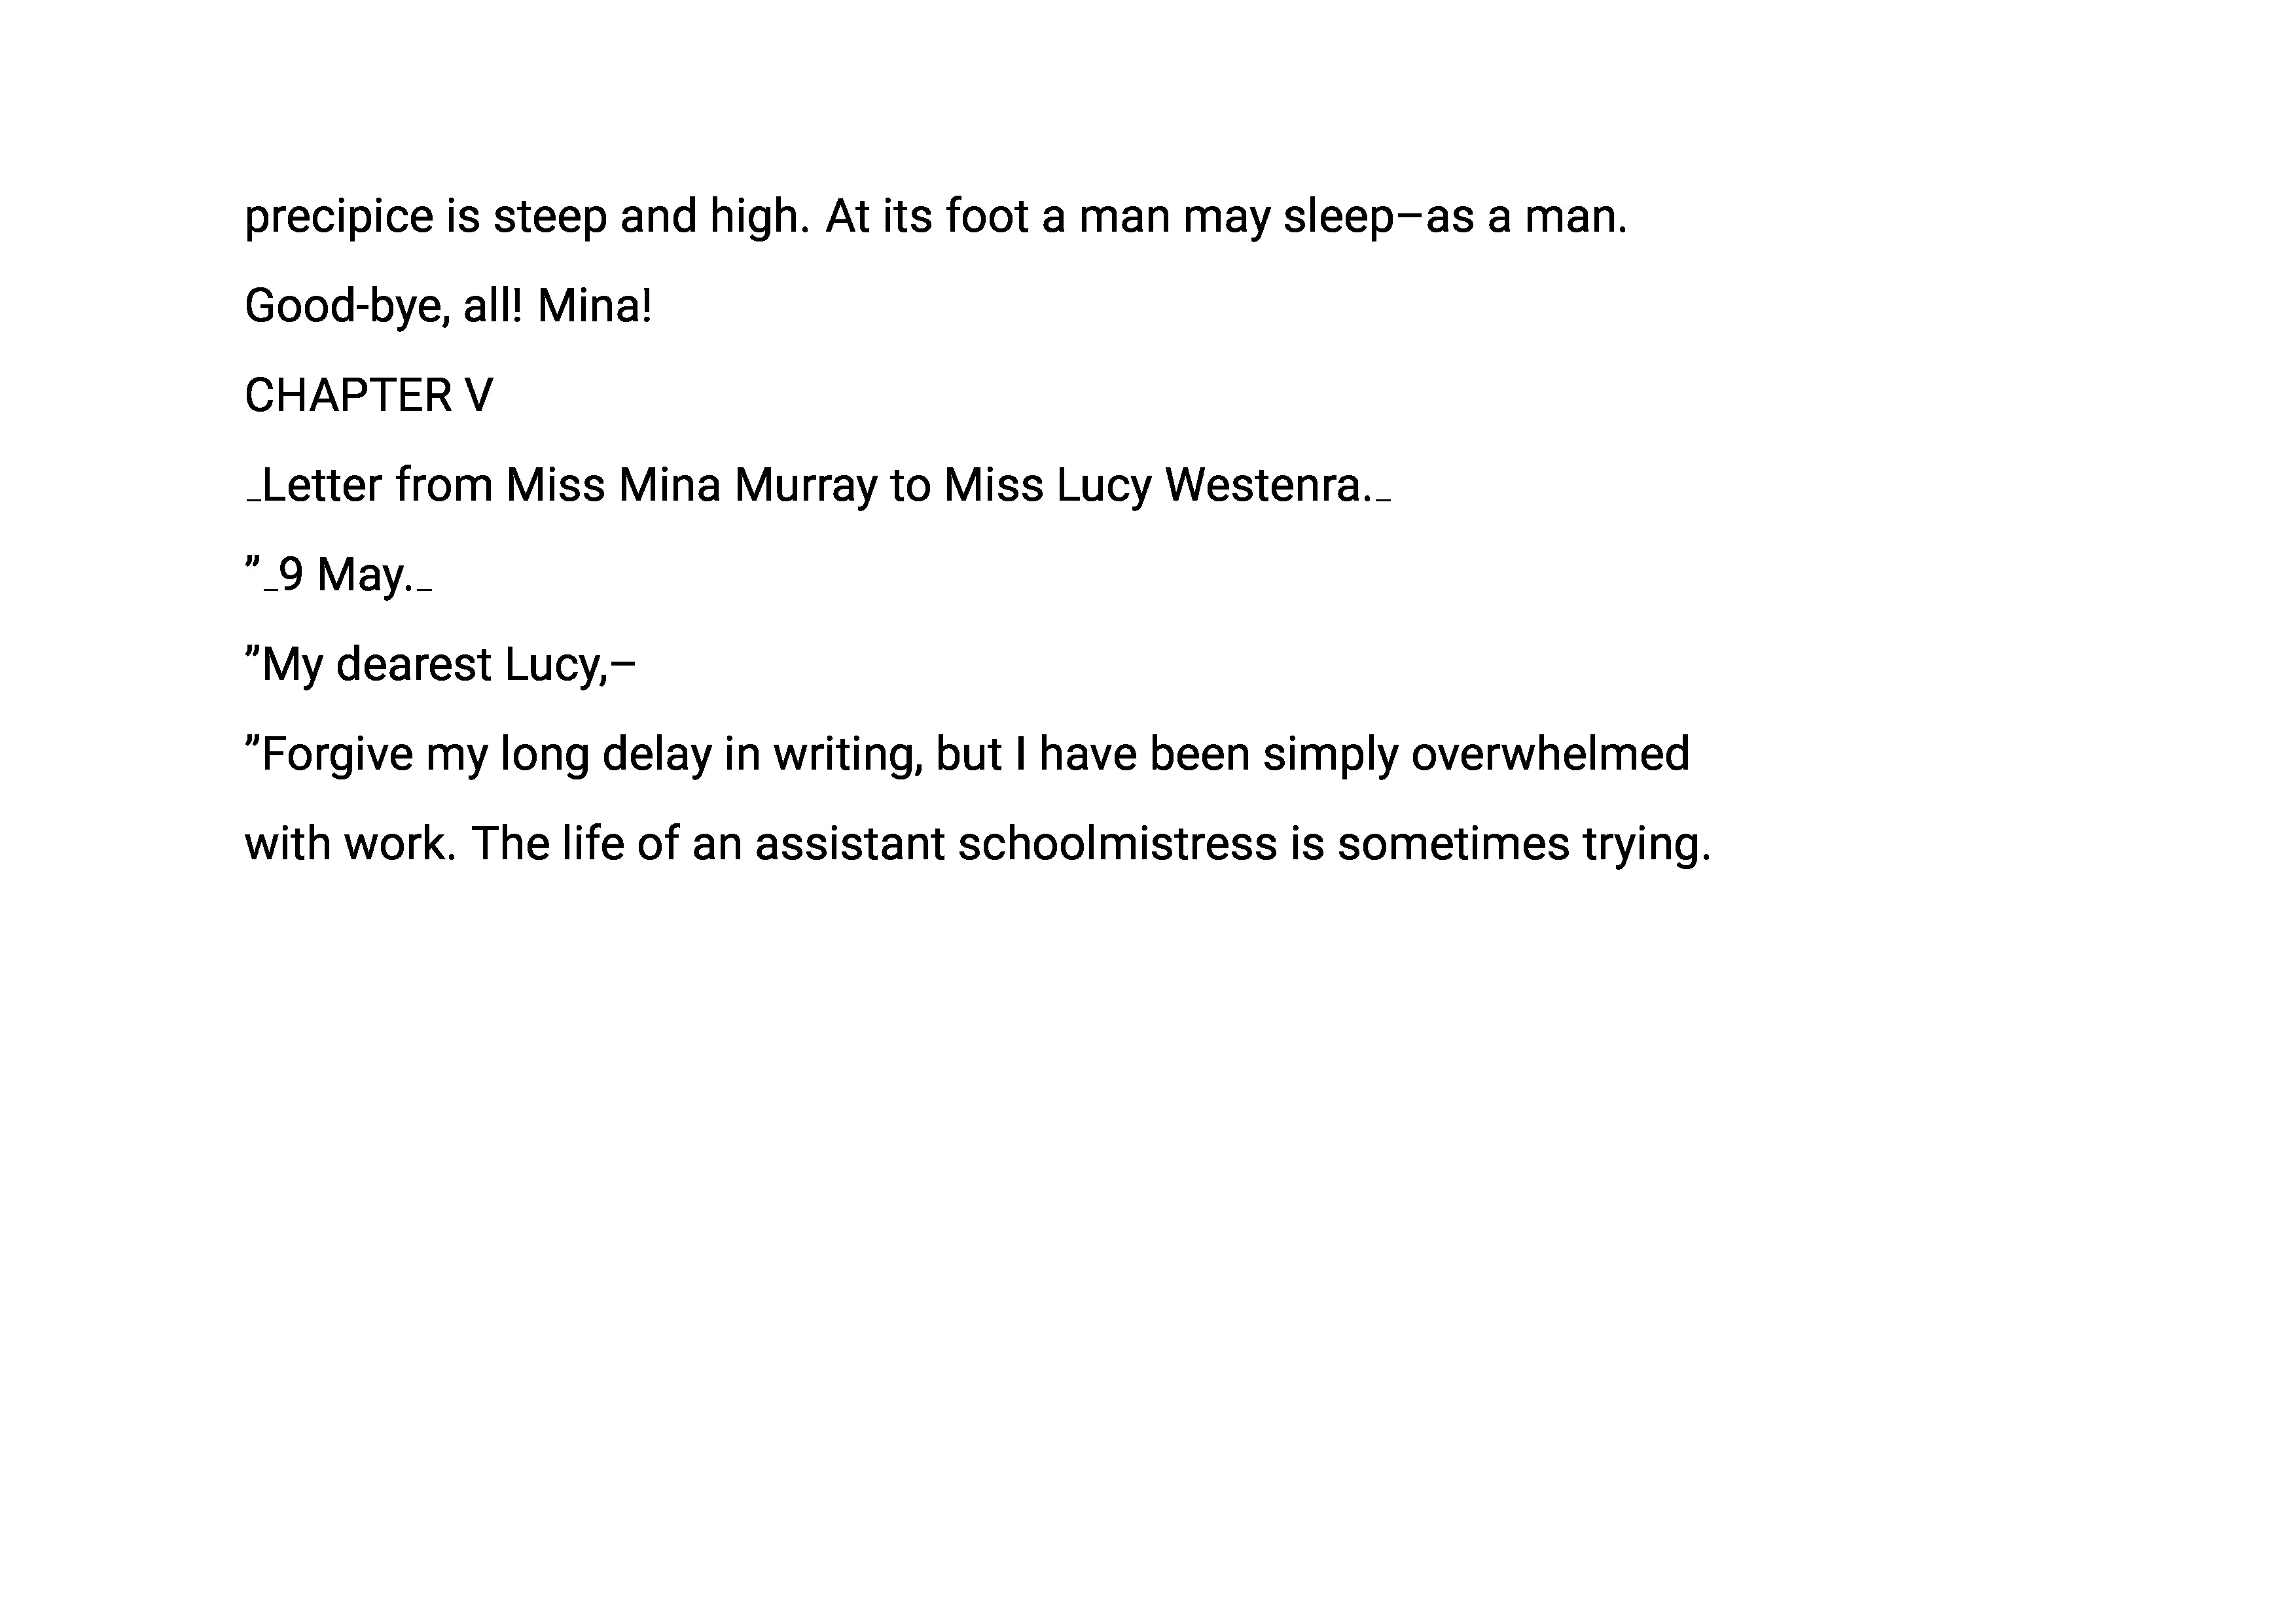 precipice is steep and high. At its foot a man may sleep–as a man.
Good-bye, all! Mina!
CHAPTER V
_Letter from Miss Mina Murray to Miss Lucy Westenra._
”_9 May._
”My dearest Lucy,–
”Forgive my long delay in writing, but I have been simply overwhelmed
with work. The life of an assistant schoolmistress is sometimes trying.